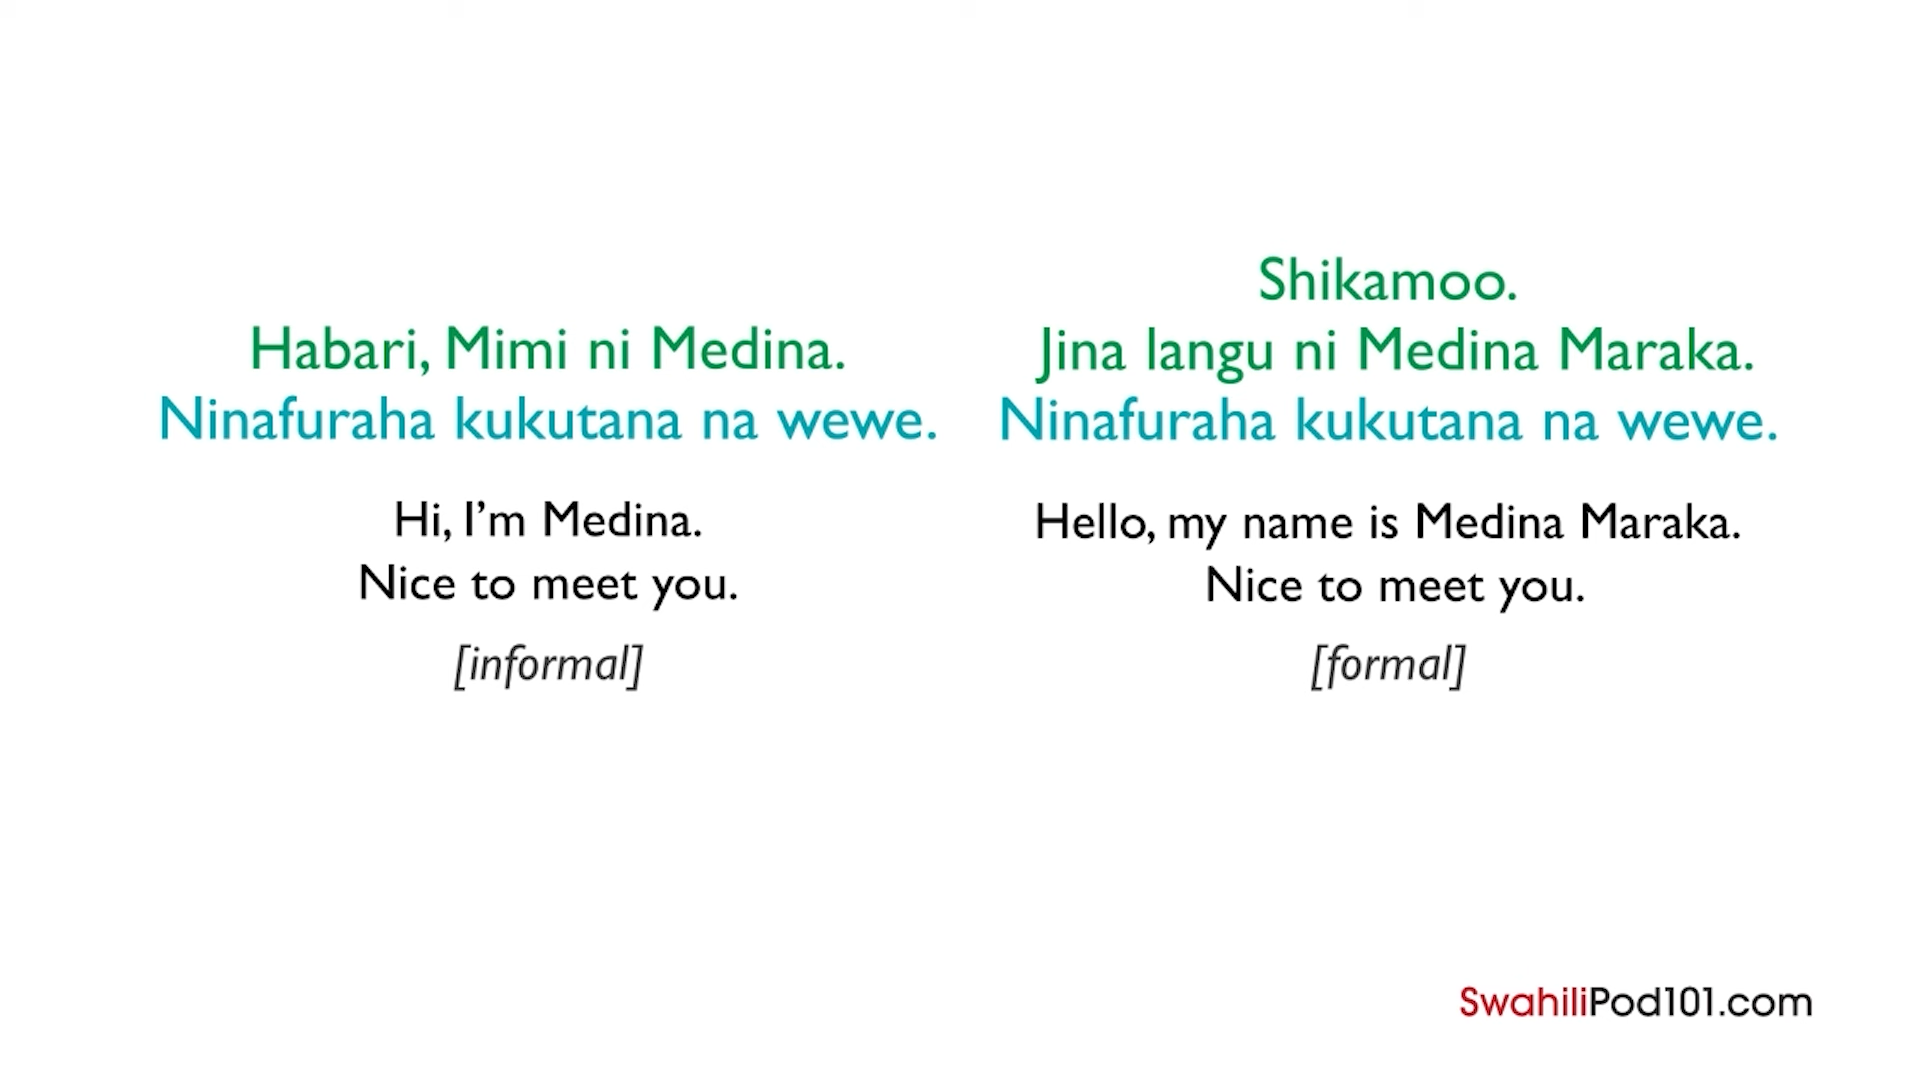 Habari, Mimi ni Medina.
Ninafuraha kukutana na wewe.
Hi, I’m Medina.
Nice to meet you.
[informal]
Shikamoo.
Jina langu ni Medina Maraka.
Ninafuraha kukutana na wewe.
Hello, my name is Medina Maraka.
Nice to meet you.
[formal]
SwahiliPod101.com